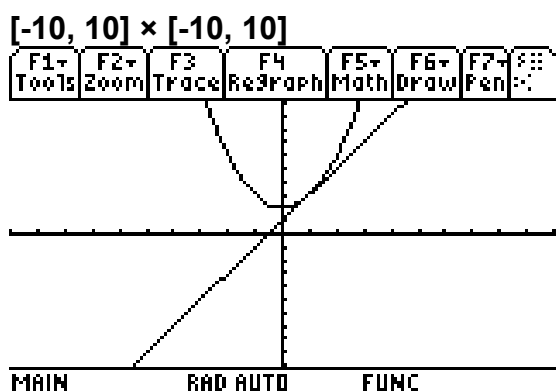 [-10, 10] × [-10, 10]
F1▾ F2▾ F3 F4 F5▾ F6▾ F7▾
Tools Zoom Trace ReGraph Math Draw Pen
MAIN RAD AUTO FUNC